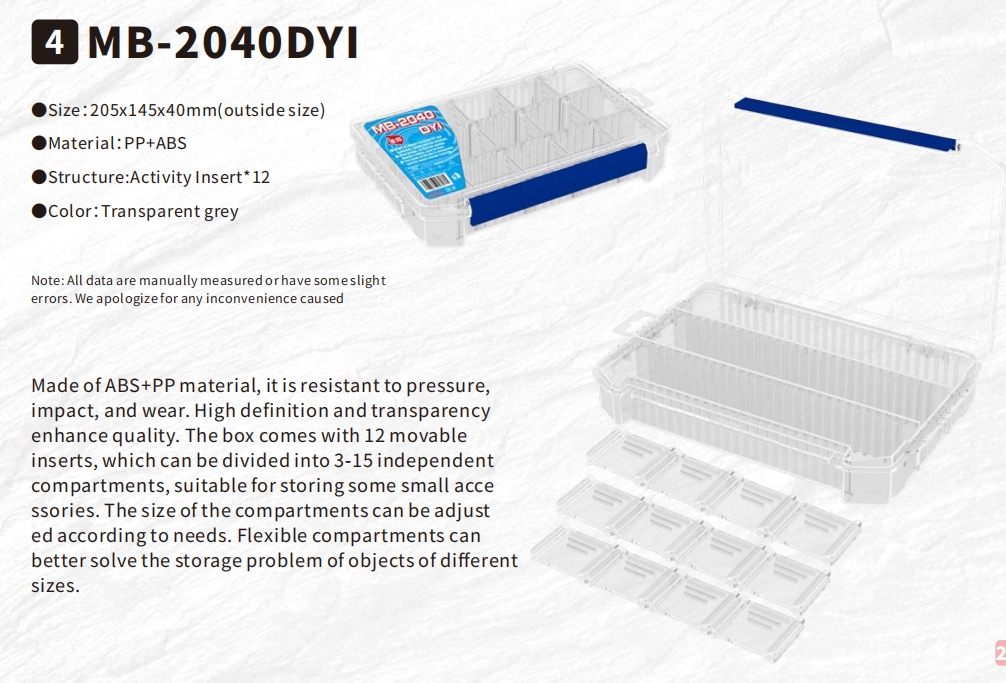 4 MB-2040DYI
●Size：205x145x40mm(outside size)
●Material：PP+ABS
●Structure:Activity Insert*12
●Color：Transparent grey
MB-2040
DYI
Note: All data are manually measured or have some slight
errors. We apologize for any inconvenience caused
Made of ABS+PP material, it is resistant to pressure,
impact, and wear. High definition and transparency
enhance quality. The box comes with 12 movable
inserts, which can be divided into 3-15 independent
compartments, suitable for storing some small acce
ssories. The size of the compartments can be adjust
ed according to needs. Flexible compartments can
better solve the storage problem of objects of different
sizes.
2